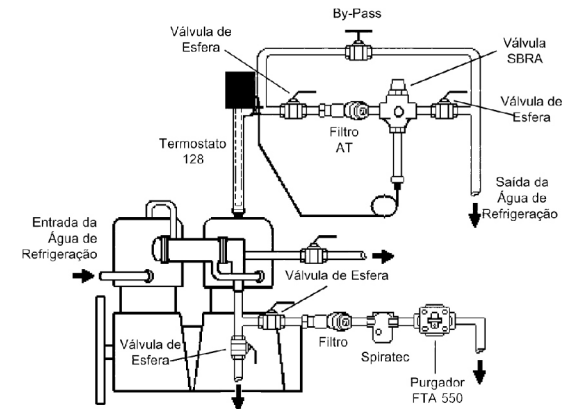 By-Pass
Válvula de
Esfera
Válvula
SBRA
Válvula de
Esfera
Filtro
AT
Termostato
128
Saída da
Água de
Refrigeração
Entrada da
Água de
Refrigeração
Válvula de Esfera
Válvula de
Esfera
Filtro
Spiratec
Purgador
FTA 550